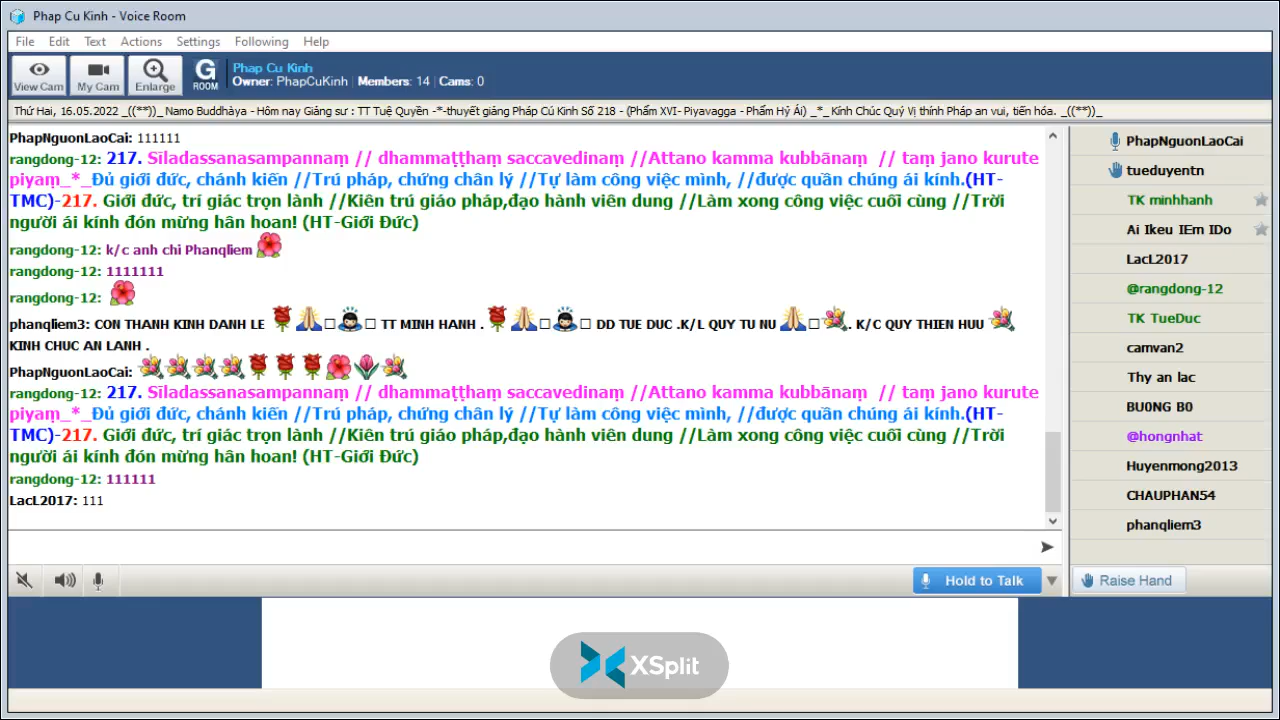 Phap Cu Kinh - Voice Room
File Edit Text Actions Settings Following Help
View Cam My Cam Enlarge G ROOM
Phap Cu Kinh
Owner: PhapCuKinh | Members: 14 | Cams: 0
Thứ Hai, 16.05.2022 _((**))_ Namo Buddhàya - Hôm nay Giảng sư : TT Tuệ Quyền -*-thuyết giảng Pháp Cú Kinh Số 218 - (Phẩm XVI- Piyavagga - Phẩm Hỷ Ái) _*_ Kính Chúc Quý Vị thính Pháp an vui, tiến hóa. _((**))_
PhapNguonLaoCai: 111111
rangdong-12: 217. Sīladassanasampannaṃ // dhammaṭṭhaṃ saccavedinaṃ //Attano kamma kubbānaṃ // taṃ jano kurute
piyaṃ_*_Đủ giới đức, chánh kiến //Trú pháp, chứng chân lý //Tự làm công việc mình, //được quần chúng ái kính.(HT-
TMC)-217. Giới đức, trí giác trọn lành //Kiên trú giáo pháp,đạo hành viên dung //Làm xong công việc cuối cùng //Trời
người ái kính đón mừng hân hoan! (HT-Giới Đức)
rangdong-12: k/c anh chi Phanqliem 🌺
rangdong-12: 1111111
rangdong-12: 🌺
phanqliem3: CON THANH KINH DANH LE 🌹🙏□🙇□ TT MINH HANH . 🌹🙏□🙇□ DD TUE DUC .K/L QUY TU NU 🙏□💐. K/C QUY THIEN HUU 💐
KINH CHUC AN LANH .
PhapNguonLaoCai: 💐💐💐💐🌹🌹🌹🌺🌷💐
rangdong-12: 217. Sīladassanasampannaṃ // dhammaṭṭhaṃ saccavedinaṃ //Attano kamma kubbānaṃ // taṃ jano kurute
piyaṃ_*_Đủ giới đức, chánh kiến //Trú pháp, chứng chân lý //Tự làm công việc mình, //được quần chúng ái kính.(HT-
TMC)-217. Giới đức, trí giác trọn lành //Kiên trú giáo pháp,đạo hành viên dung //Làm xong công việc cuối cùng //Trời
người ái kính đón mừng hân hoan! (HT-Giới Đức)
rangdong-12: 111111
LacL2017: 111
Hold to Talk
PhapNguonLaoCai
tueduyentn
TK minhhanh
Ai Ikeu IEm IDo
LacL2017
@rangdong-12
TK TueDuc
camvan2
Thy an lac
BU0NG B0
@hongnhat
Huyenmong2013
CHAUPHAN54
phanqliem3
Raise Hand
XSplit